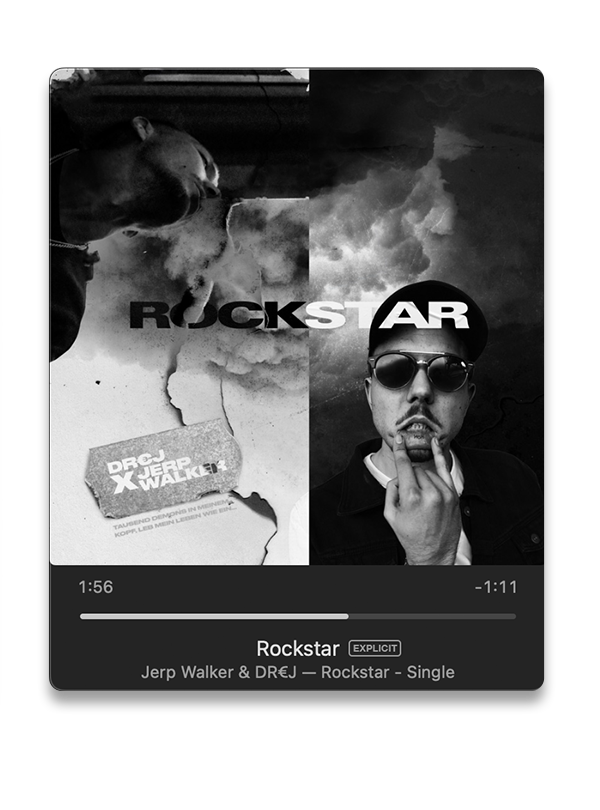 ROCKSTAR
DR€J
X JERP
WALKER
TAUSEND DEMONS IN MEINEM
KOPF, LEB MEIN LEBEN WIE EIN...
1:56
-1:11
Rockstar EXPLICIT
Jerp Walker & DR€J — Rockstar - Single